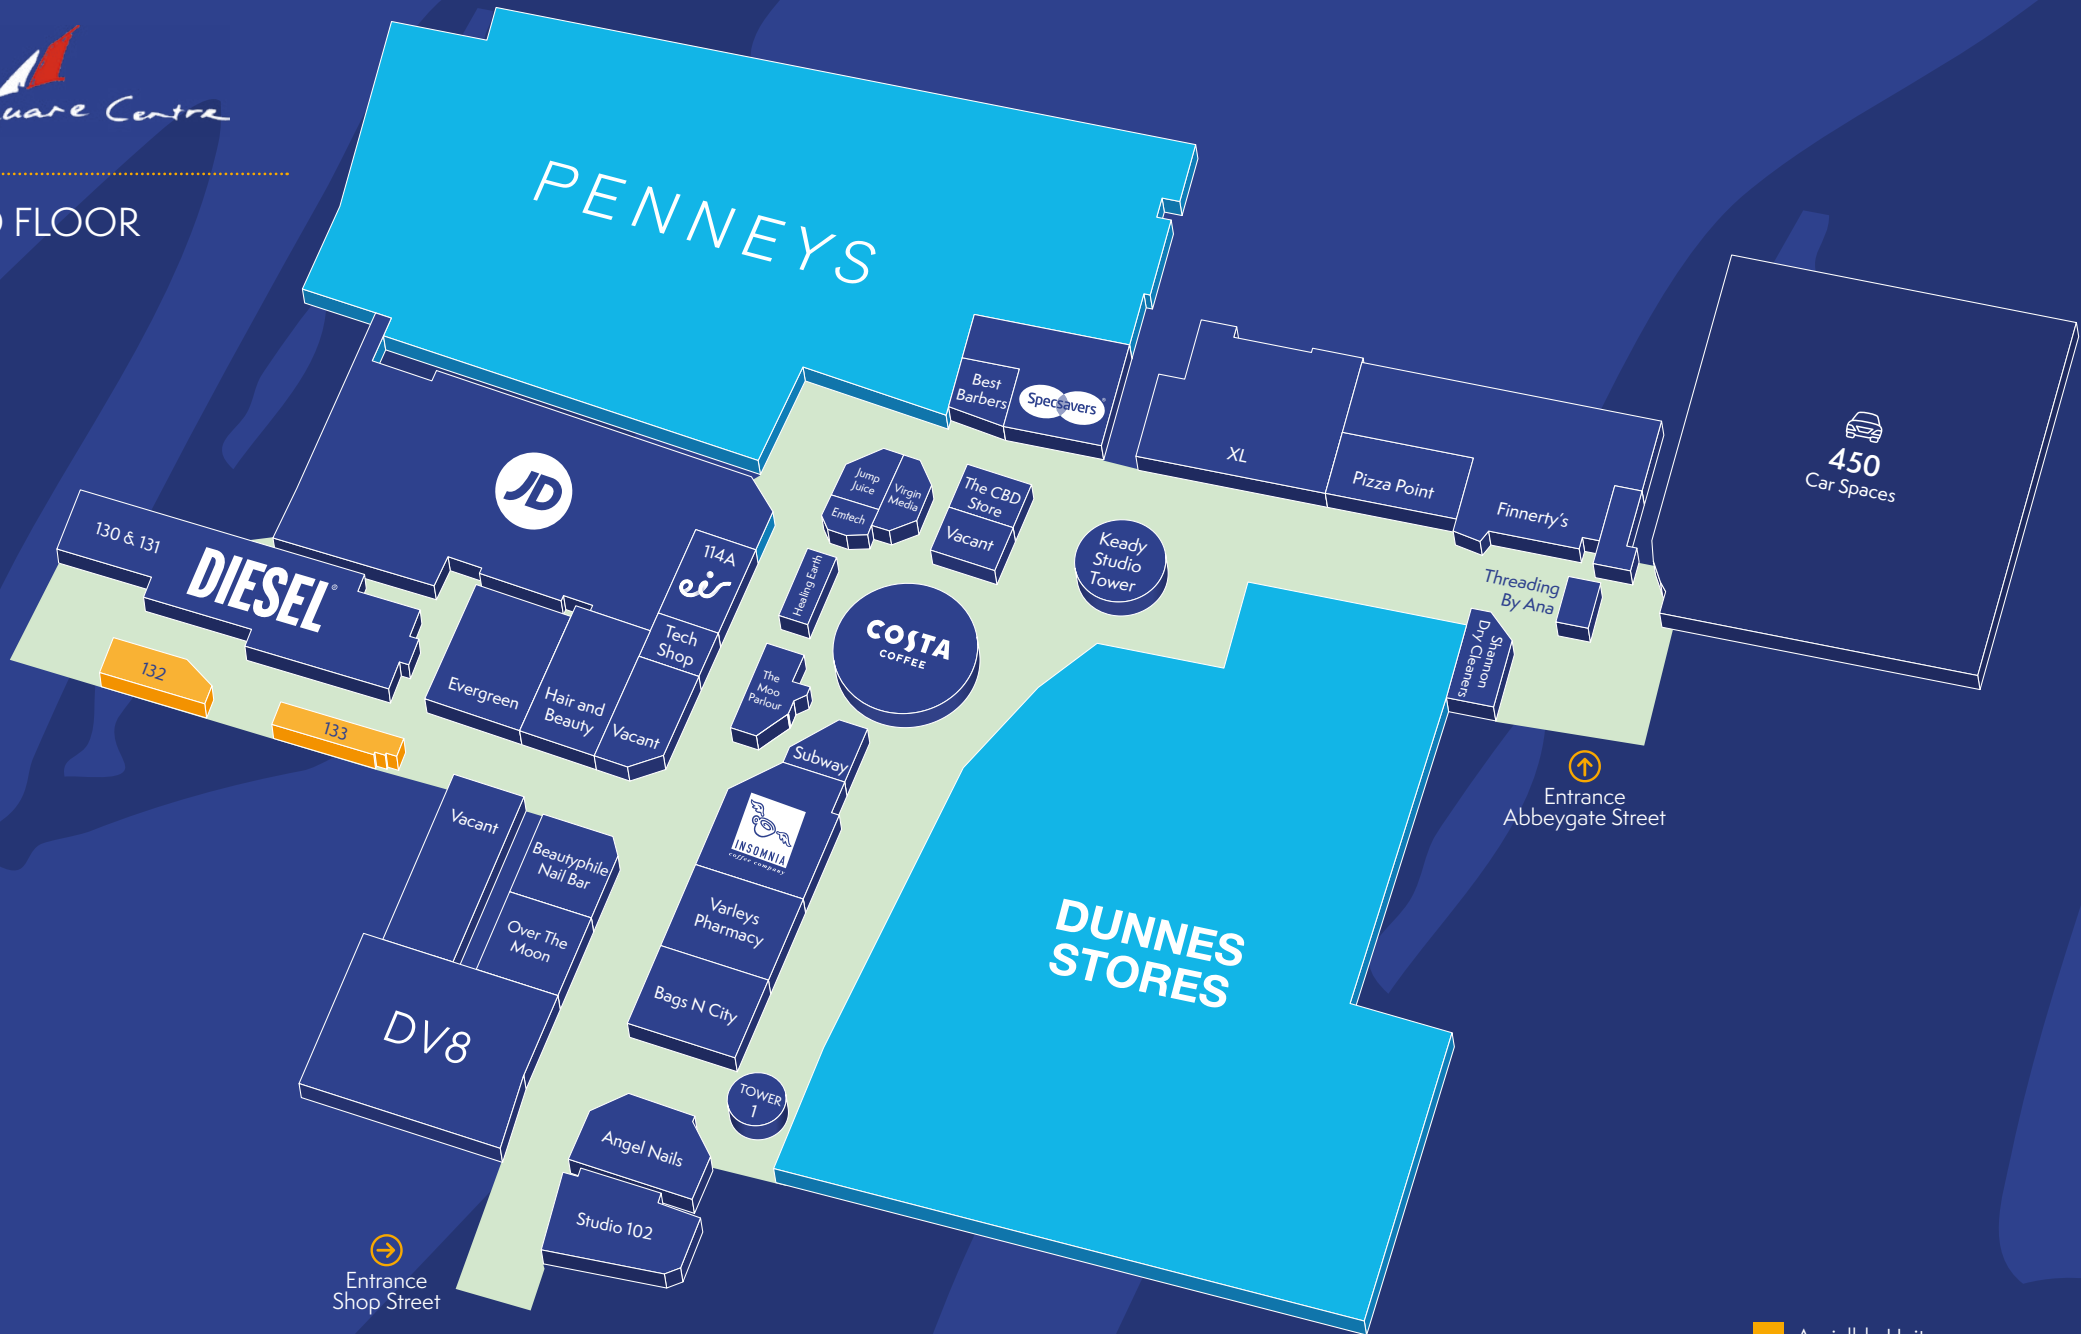 Centre
FLOOR
PENNEYS
Best
Barbers
Specsavers
XL
Pizza Point
Finnerty's
450
Car Spaces
JD
130 & 131
DIESEL
132
133
114A
eir
Tech
Shop
Evergreen
Hair and
Beauty
Vacant
Jump
Juice
Virgin
Media
Emtech
The CBD
Store
Vacant
Keady
Studio
Tower
Healing Earth
COSTA
COFFEE
The
Moo
Parlour
Threading
By Ana
Shannon
Dry Cleaners
Entrance
Abbeygate Street
Subway
INSOMNIA
coffee company
Varleys
Pharmacy
Bags N City
Vacant
Beautyphile
Nail Bar
Over The
Moon
DV8
DUNNES
STORES
TOWER
1
Angel Nails
Studio 102
Entrance
Shop Street